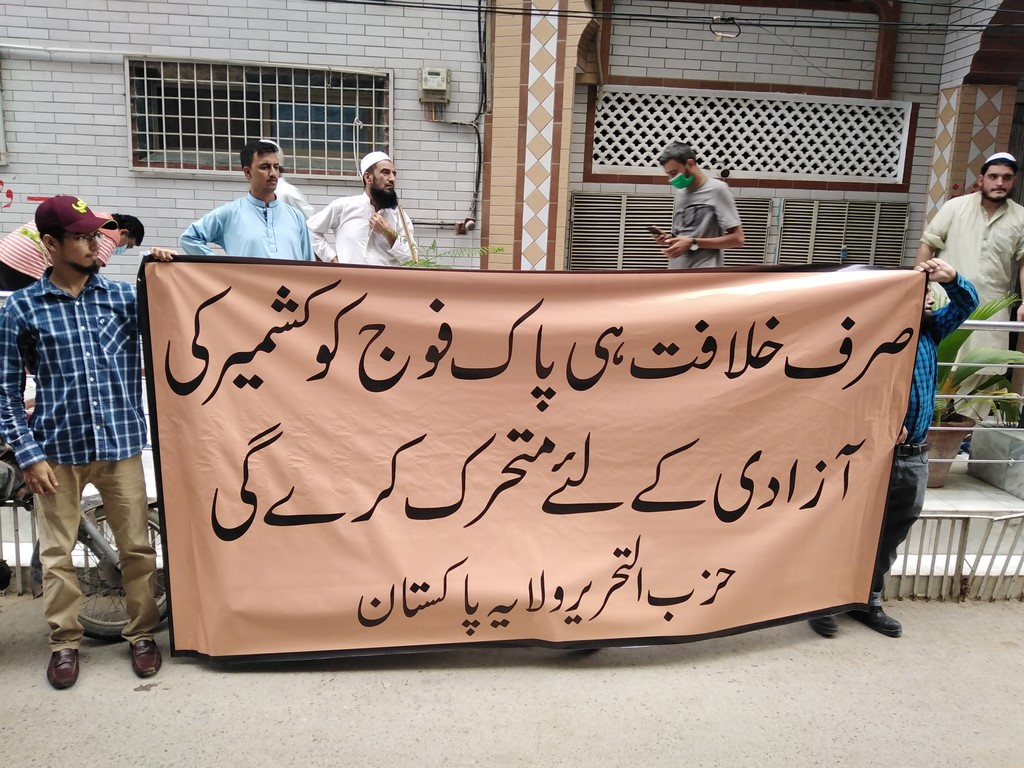 صرف خلافت ہی پاک فوج کو کشمیر کی
آزادی کے لئے متحرک کرے گی
حزب التحریر ولایہ پاکستان